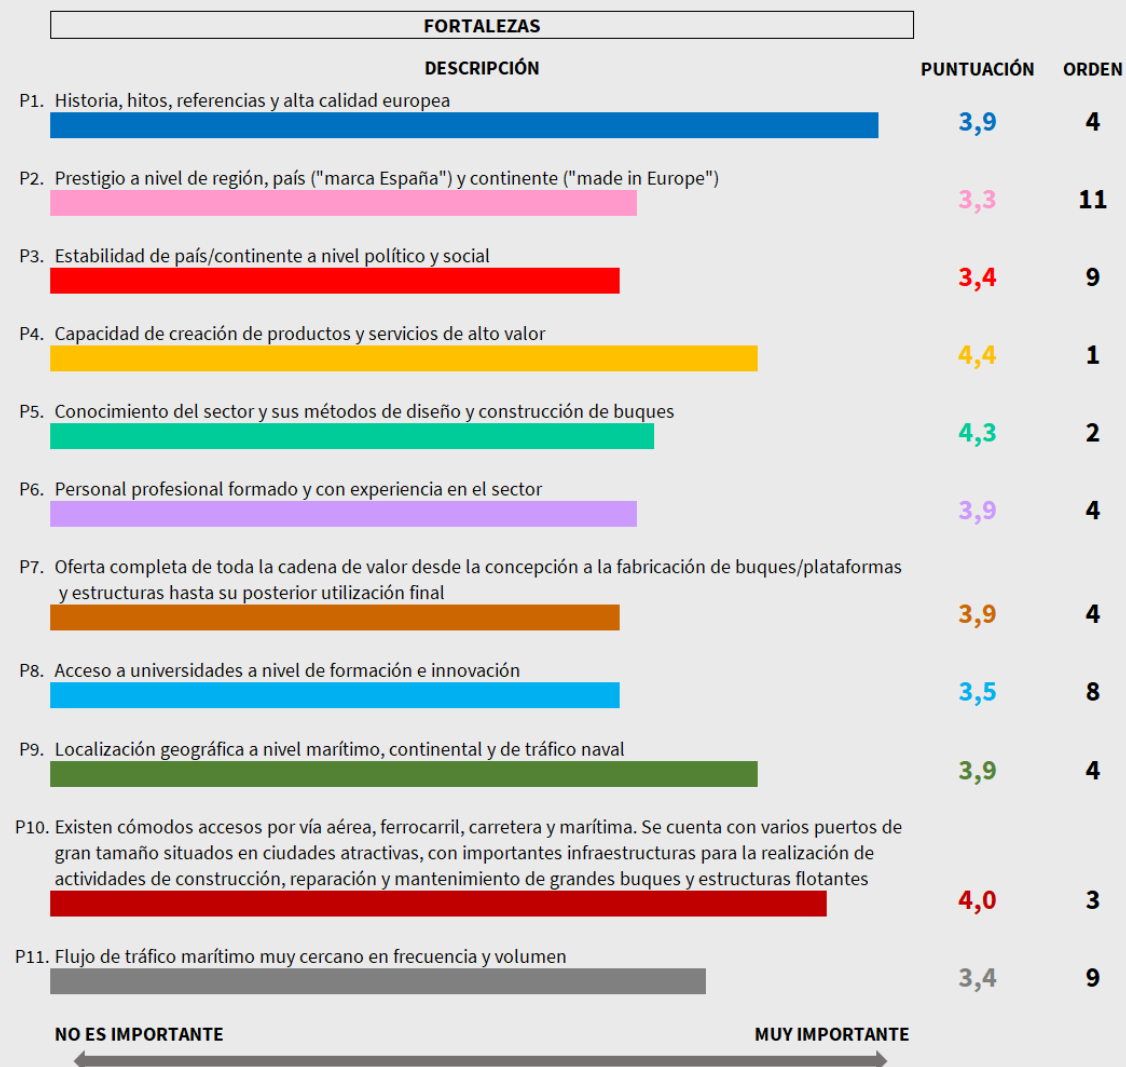 FORTALEZAS
DESCRIPCIÓN PUNTUACIÓN ORDEN
P1. Historia, hitos, referencias y alta calidad europea
3,9 4
P2. Prestigio a nivel de región, país ("marca España") y continente ("made in Europe")
3,3 11
P3. Estabilidad de país/continente a nivel político y social
3,4 9
P4. Capacidad de creación de productos y servicios de alto valor
4,4 1
P5. Conocimiento del sector y sus métodos de diseño y construcción de buques
4,3 2
P6. Personal profesional formado y con experiencia en el sector
3,9 4
P7. Oferta completa de toda la cadena de valor desde la concepción a la fabricación de buques/plataformas
y estructuras hasta su posterior utilización final
3,9 4
P8. Acceso a universidades a nivel de formación e innovación
3,5 8
P9. Localización geográfica a nivel marítimo, continental y de tráfico naval
3,9 4
P10. Existen cómodos accesos por vía aérea, ferrocarril, carretera y marítima. Se cuenta con varios puertos de
gran tamaño situados en ciudades atractivas, con importantes infraestructuras para la realización de
actividades de construcción, reparación y mantenimiento de grandes buques y estructuras flotantes
4,0 3
P11. Flujo de tráfico marítimo muy cercano en frecuencia y volumen
3,4 9
NO ES IMPORTANTE MUY IMPORTANTE